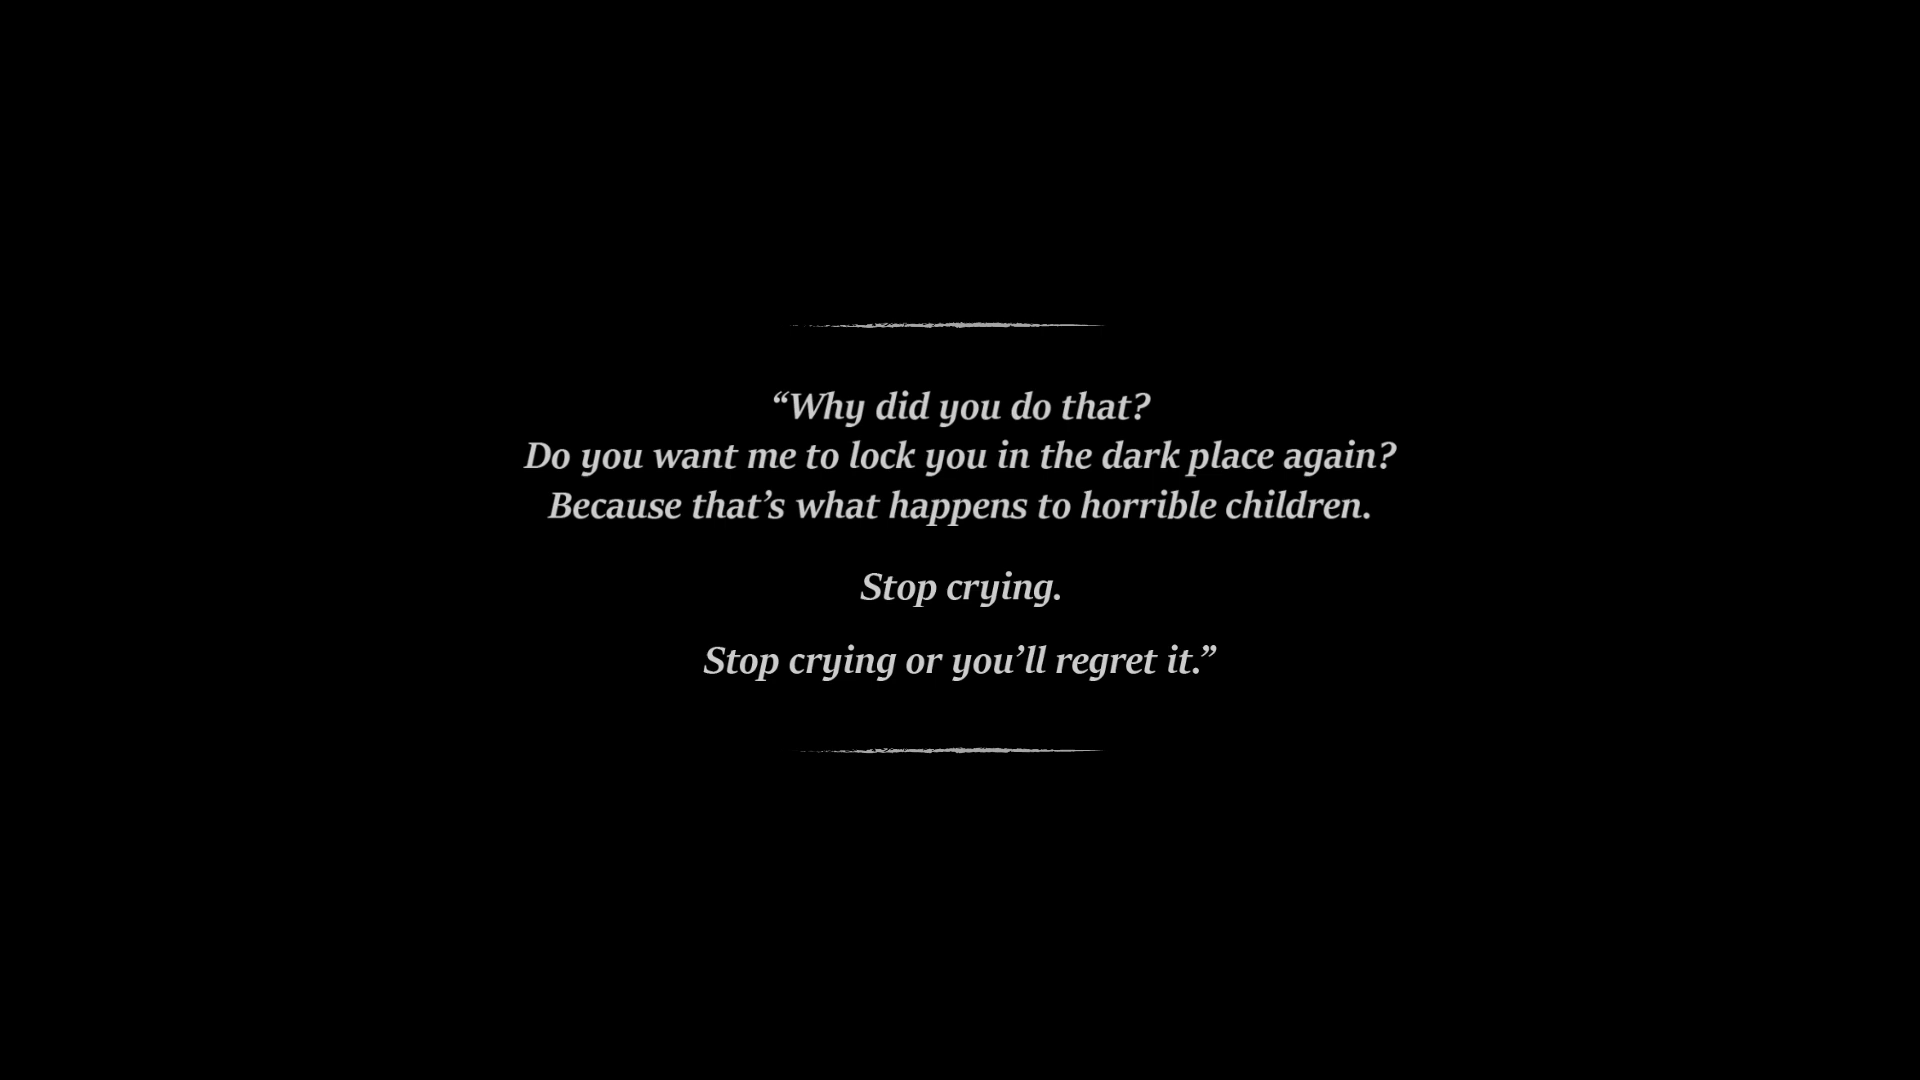 “Why did you do that?
Do you want me to lock you in the dark place again?
Because that’s what happens to horrible children.
Stop crying.
Stop crying or you’ll regret it.”